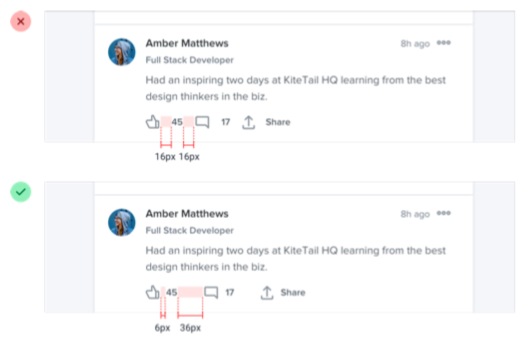 Amber Matthews
8h ago
Full Stack Developer
Had an inspiring two days at KiteTail HQ learning from the best
design thinkers in the biz.
45 17 Share
16px 16px
Amber Matthews
8h ago
Full Stack Developer
Had an inspiring two days at KiteTail HQ learning from the best
design thinkers in the biz.
45 17 Share
6px 36px